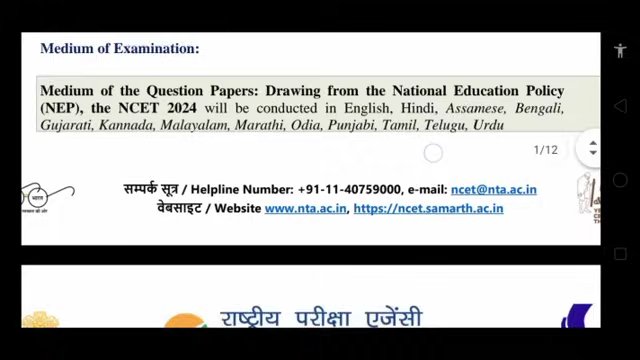 Medium of Examination:
Medium of the Question Papers: Drawing from the National Education Policy
(NEP), the NCET 2024 will be conducted in English, Hindi, Assamese, Bengali,
Gujarati, Kannada, Malayalam, Marathi, Odia, Punjabi, Tamil, Telugu, Urdu
1/12
सम्पर्क सूत्र / Helpline Number: +91-11-40759000, e-mail: ncet@nta.ac.in
वेबसाइट / Website www.nta.ac.in, https://ncet.samarth.ac.in
राष्ट्रीय परीक्षा एजेंसी